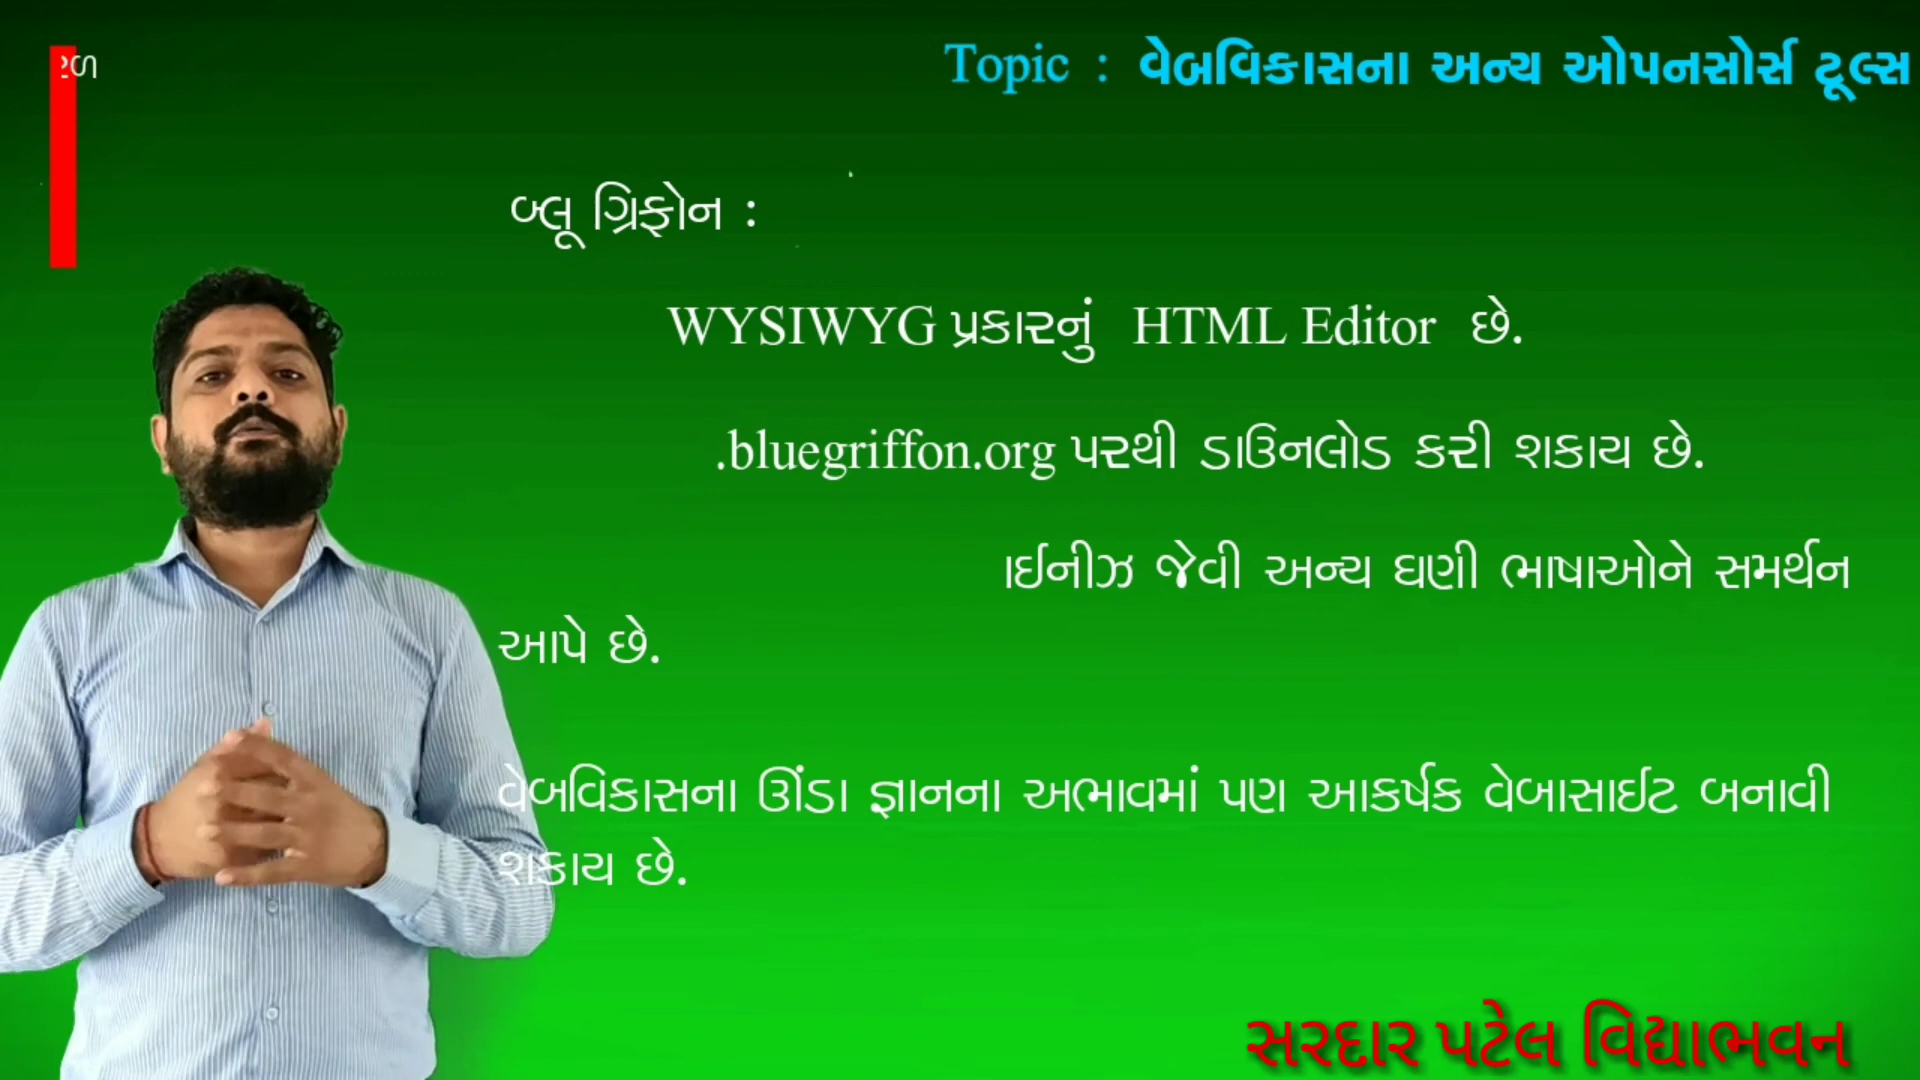 Topic : વેબવિકાસના અન્ય ઓપનસોર્સ ટૂલ્સ
બ્લૂ ગ્રિફોન :
WYSIWYG પ્રકારનું HTML Editor છે.
.bluegriffon.org પરથી ડાઉનલોડ કરી શકાય છે.
ાઈનીઝ જેવી અન્ય ઘણી ભાષાઓને સમર્થન
આપે છે.
વેબવિકાસના ઊંડા જ્ઞાનના અભાવમાં પણ આકર્ષક વેબાસાઈટ બનાવી
શકાય છે.
સરદાર પટેલ વિદ્યાભવન